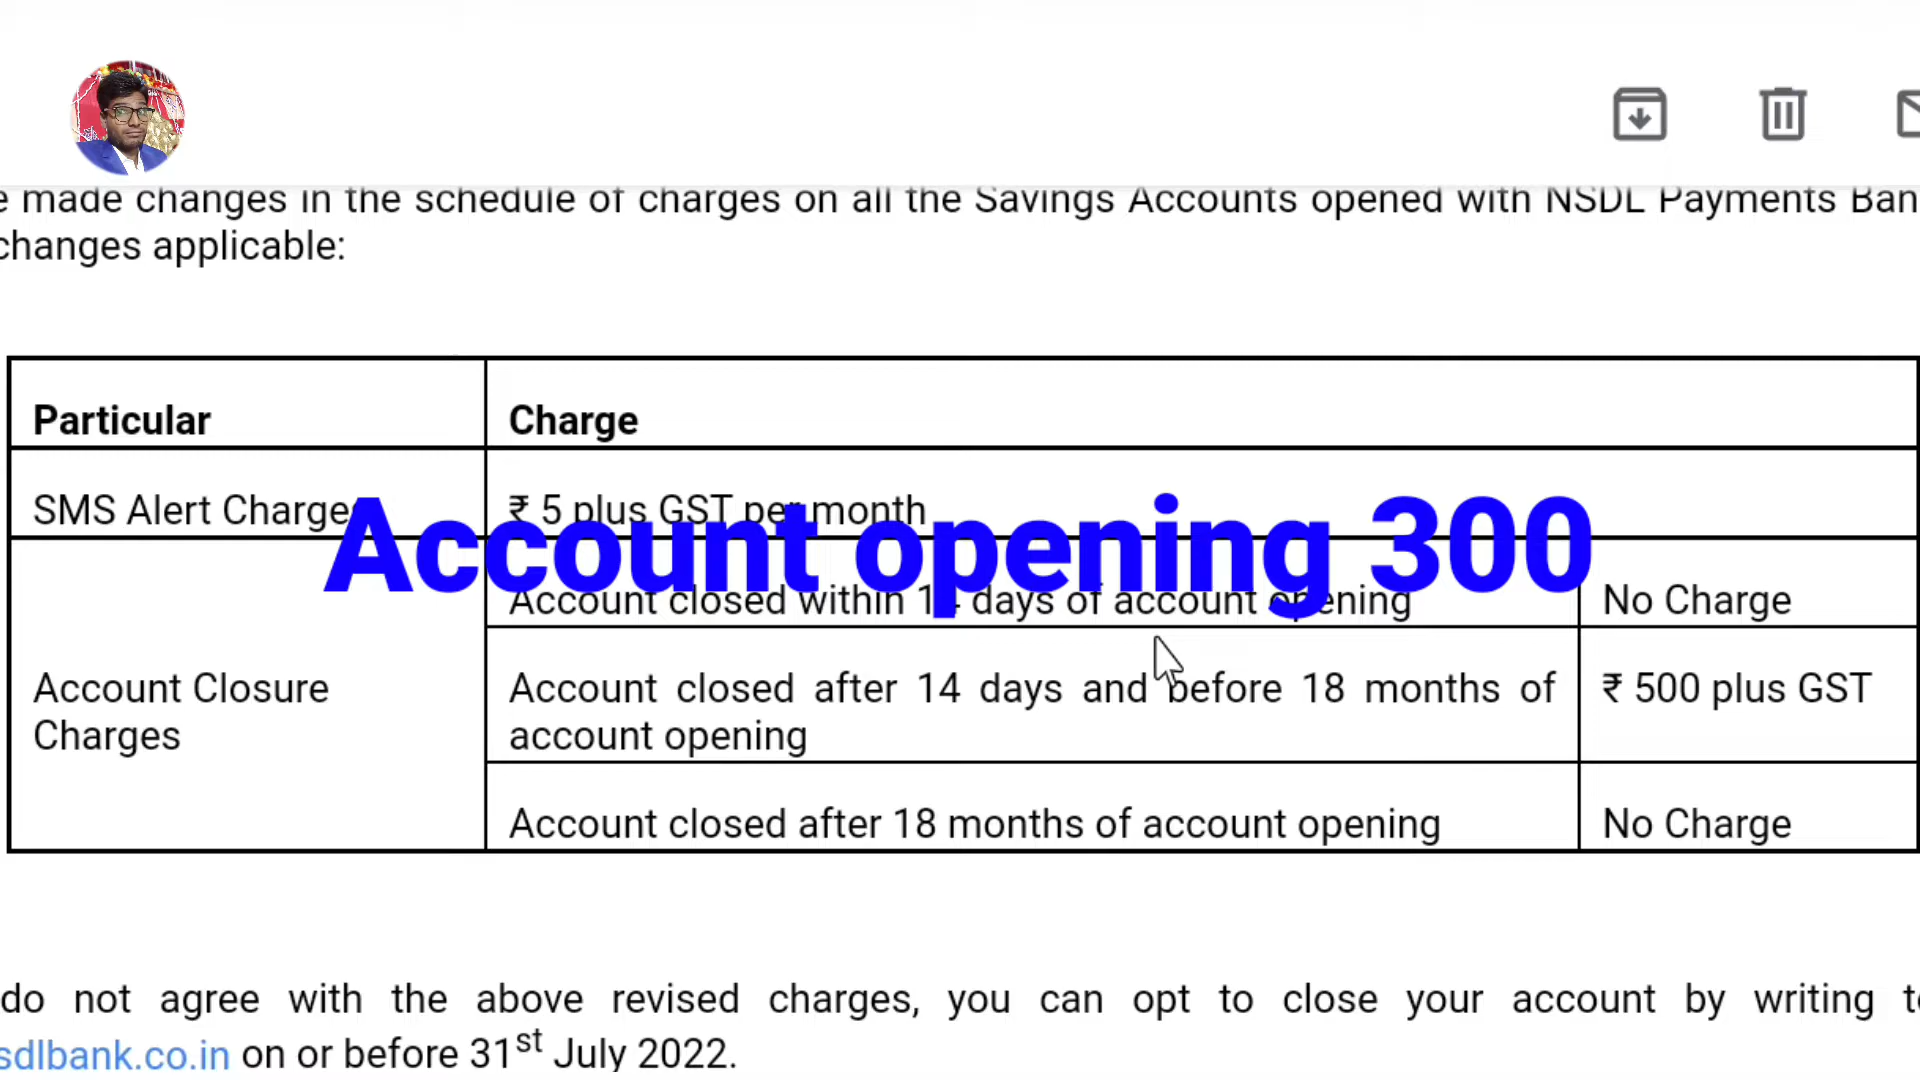 made changes in the schedule of charges on all the Savings Accounts opened with NSDL Payments Ban
changes applicable:
Particular
Charge
SMS Alert Charges
₹ 5 plus GST per month
Account opening 300
Account closed within 14 days of account opening
No Charge
Account Closure
Charges
Account closed after 14 days and before 18 months of
account opening
₹ 500 plus GST
Account closed after 18 months of account opening
No Charge
do not agree with the above revised charges, you can opt to close your account by writing
sdlbank.co.in on or before 31st July 2022.